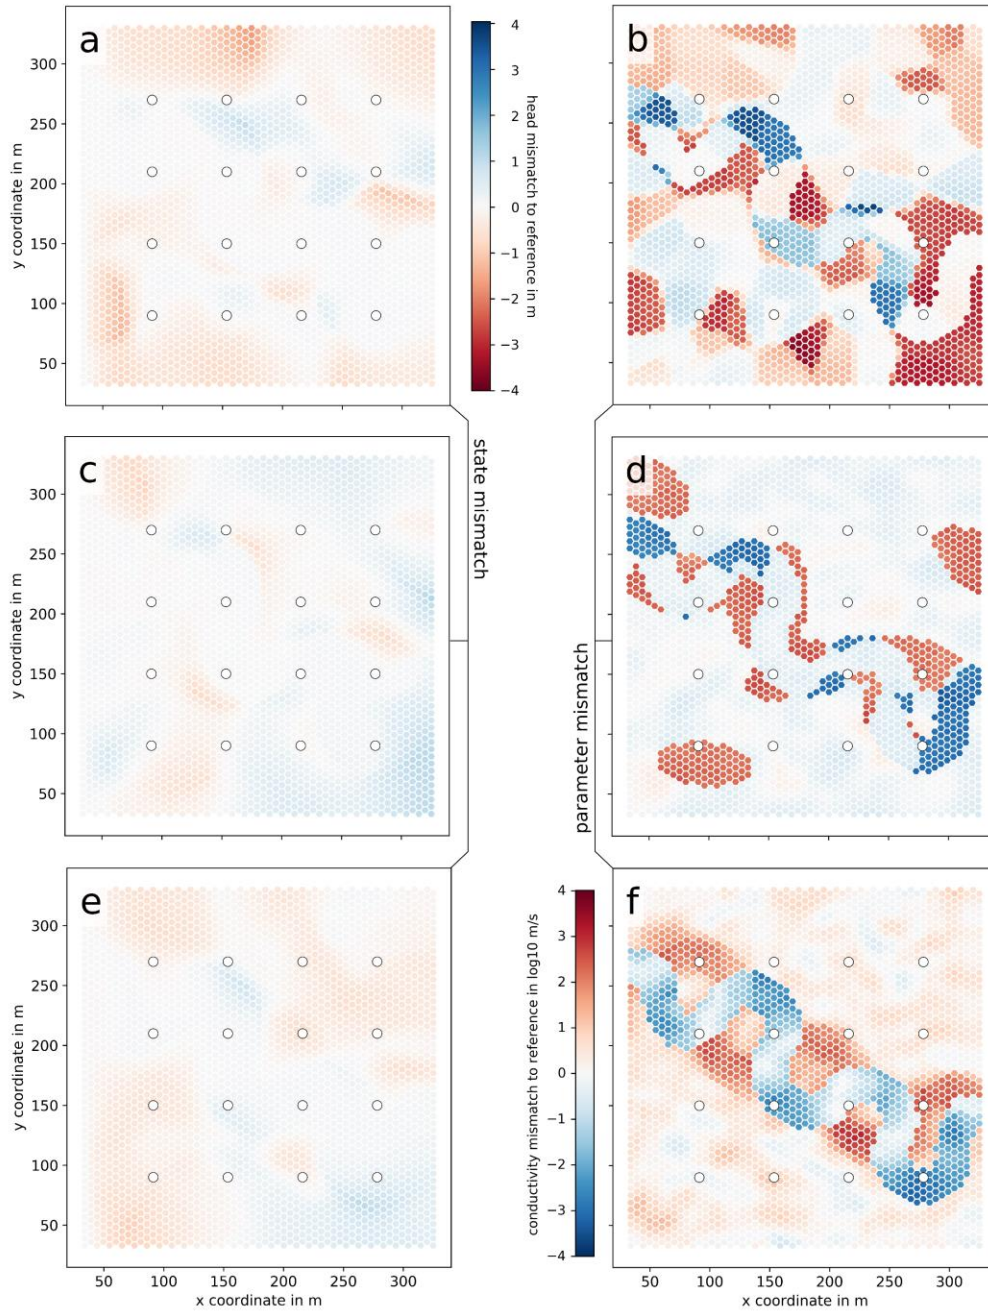 a
b
300
250
200
150
100
50
y coordinate in m
4
3
2
1
0
−1
−2
−3
−4
head mismatch to reference in m
c
d
300
250
200
150
100
50
y coordinate in m
state mismatch
parameter mismatch
e
f
300
250
200
150
100
50
y coordinate in m
50 100 150 200 250 300
x coordinate in m
4
3
2
1
0
−1
−2
−3
−4
conductivity mismatch to reference in log10 m/s
50 100 150 200 250 300
x coordinate in m